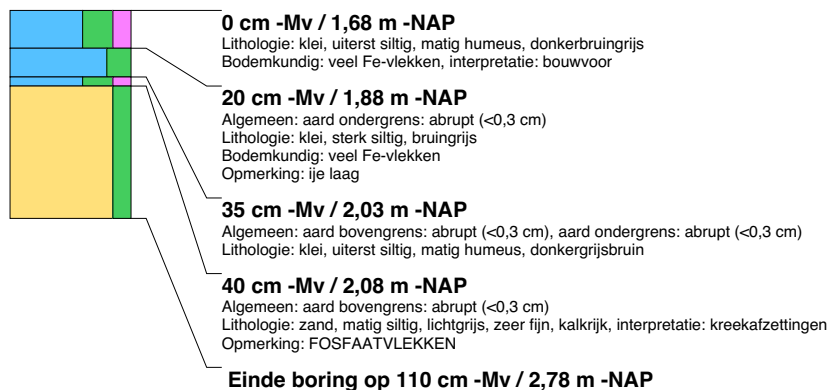 0 cm -Mv / 1,68 m -NAP
Lithologie: klei, uiterst siltig, matig humeus, donkerbruingrijs
Bodemkundig: veel Fe-vlekken, interpretatie: bouwvoor
20 cm -Mv / 1,88 m -NAP
Algemeen: aard ondergrens: abrupt (<0,3 cm)
Lithologie: klei, sterk siltig, bruingrijs
Bodemkundig: veel Fe-vlekken
Opmerking: ije laag
35 cm -Mv / 2,03 m -NAP
Algemeen: aard bovengrens: abrupt (<0,3 cm), aard ondergrens: abrupt (<0,3 cm)
Lithologie: klei, uiterst siltig, matig humeus, donkergrijsbruin
40 cm -Mv / 2,08 m -NAP
Algemeen: aard bovengrens: abrupt (<0,3 cm)
Lithologie: zand, matig siltig, lichtgrijs, zeer fijn, kalkrijk, interpretatie: kreekafzettingen
Opmerking: FOSFAATVLEKKEN
Einde boring op 110 cm -Mv / 2,78 m -NAP